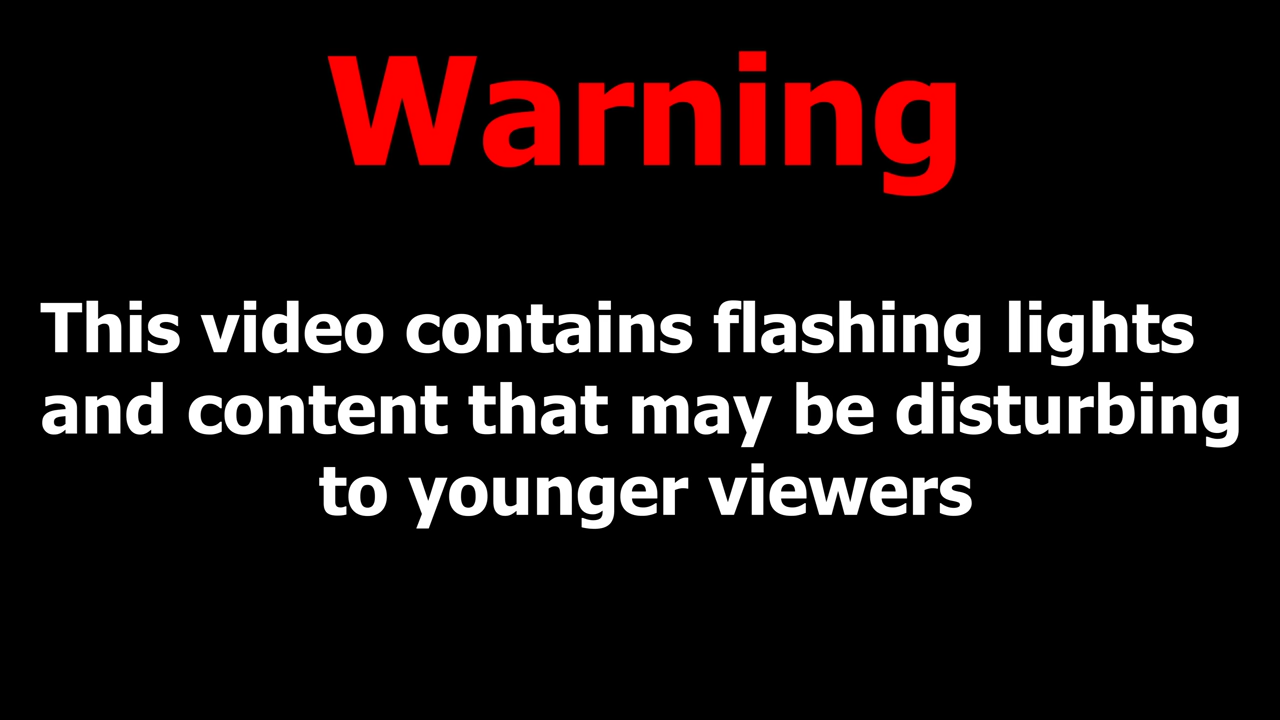 Warning
This video contains flashing lights
and content that may be disturbing
to younger viewers